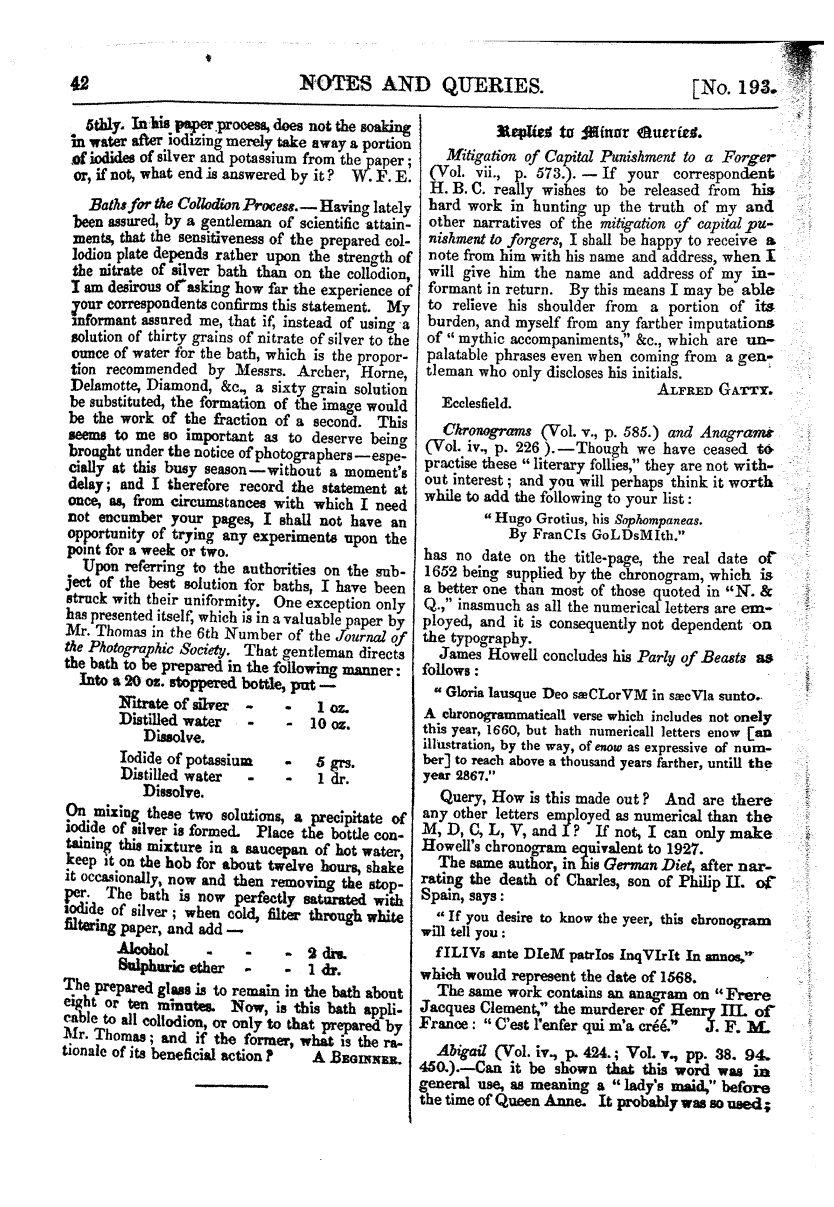 42 NOTES AND QUERIES. [No. 193.
5thly. In his paper process, does not the soaking
in water after iodizing merely take away a portion
of iodides of silver and potassium from the paper;
or, if not, what end is answered by it? W. F. E.
Baths for the Collodion Process.—Having lately
been assured, by a gentleman of scientific attain-
ments, that the sensitiveness of the prepared col-
lodion plate depends rather upon the strength of
the nitrate of silver bath than on the collodion,
I am desirous of asking how far the experience of
your correspondents confirms this statement. My
informant assured me, that if, instead of using a
solution of thirty grains of nitrate of silver to the
ounce of water for the bath, which is the propor-
tion recommended by Messrs. Archer, Horne,
Delamotte, Diamond, &c., a sixty grain solution
be substituted, the formation of the image would
be the work of the fraction of a second. This
seems to me so important as to deserve being
brought under the notice of photographers—espe-
cially at this busy season—without a moment's
delay; and I therefore record the statement at
once, as, from circumstances with which I need
not encumber your pages, I shall not have an
opportunity of trying any experiments upon the
point for a week or two.
Upon referring to the authorities on the sub-
ject of the best solution for baths, I have been
struck with their uniformity. One exception only
has presented itself, which is in a valuable paper by
Mr. Thomas in the 6th Number of the Journal of
the Photographic Society. That gentleman directs
the bath to be prepared in the following manner:
Into a 20 oz. stoppered bottle, put —
Nitrate of silver - - 1 oz.
Distilled water - - 10 oz.
Dissolve.
Iodide of potassium - 5 grs.
Distilled water - - 1 dr.
Dissolve.
On mixing these two solutions, a precipitate of
iodide of silver is formed. Place the bottle con-
taining this mixture in a saucepan of hot water,
keep it on the hob for about twelve hours, shake
it occasionally, now and then removing the stop-
per. The bath is now perfectly saturated with
iodide of silver; when cold, filter through white
filtering paper, and add —
Alcohol - - - 2 drs.
Sulphuric ether - - 1 dr.
The prepared glass is to remain in the bath about
eight or ten minutes. Now, is this bath appli-
cable to all collodion, or only to that prepared by
Mr. Thomas; and if the former, what is the ra-
tionale of its beneficial action? A BEGINNER.
Replies to Minor Queries.
Mitigation of Capital Punishment to a Forger
(Vol. vii., p. 573.). — If your correspondent
H. B. C. really wishes to be released from his
hard work in hunting up the truth of my and
other narratives of the mitigation of capital pu-
nishment to forgers, I shall be happy to receive a
note from him with his name and address, when I
will give him the name and address of my in-
formant in return. By this means I may be able
to relieve his shoulder from a portion of its
burden, and myself from any farther imputations
of "mythic accompaniments," &c., which are un-
palatable phrases even when coming from a gen-
tleman who only discloses his initials.
ALFRED GATTY.
Ecclesfield.
Chronograms (Vol. v., p. 585.) and Anagrams
(Vol. iv., p. 226 ).—Though we have ceased to
practise these "literary follies," they are not with-
out interest; and you will perhaps think it worth
while to add the following to your list:
"Hugo Grotius, his Sophompaneas.
By FranCIs GoLDsMIth."
has no date on the title-page, the real date of
1652 being supplied by the chronogram, which is
a better one than most of those quoted in "N. &
Q.," inasmuch as all the numerical letters are em-
ployed, and it is consequently not dependent on
the typography.
James Howell concludes his Parly of Beasts as
follows:
"Gloria lausque Deo sæCLorVM in sæcVla sunto.
A chronogrammaticall verse which includes not onely
this year, 1660, but hath numericall letters enow [an
illustration, by the way, of enow as expressive of num-
ber] to reach above a thousand years farther, untill the
year 2867."
Query, How is this made out? And are there
any other letters employed as numerical than the
M, D, C, L, V, and I? If not, I can only make
Howell's chronogram equivalent to 1927.
The same author, in his German Diet, after nar-
rating the death of Charles, son of Philip II. of
Spain, says:
"If you desire to know the yeer, this chronogram
will tell you:
fILIVs ante DIeM patrIos InqVIrIt In annos,"
which would represent the date of 1568.
The same work contains an anagram on "Frere
Jacques Clement," the murderer of Henry III. of
France: "C'est l'enfer qui m'a créé." J. F. M.
Abigail (Vol. iv., p. 424.; Vol. v., pp. 38. 94.
450.).—Can it be shown that this word was in
general use, as meaning a "lady's maid," before
the time of Queen Anne. It probably was so used;